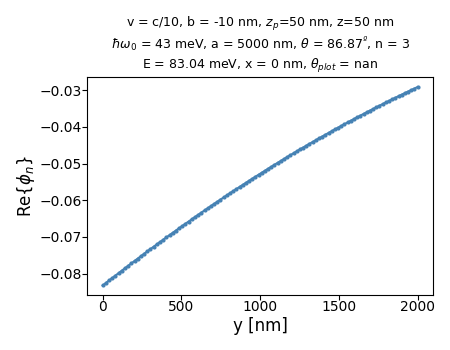 v = c/10, b = -10 nm, z_p=50 nm, z=50 nm
ℏω₀ = 43 meV, a = 5000 nm, θ = 86.87°, n = 3
E = 83.04 meV, x = 0 nm, θ_plot = nan
Re{ϕₙ}
−0.03
−0.04
−0.05
−0.06
−0.07
−0.08
0 500 1000 1500 2000
y [nm]